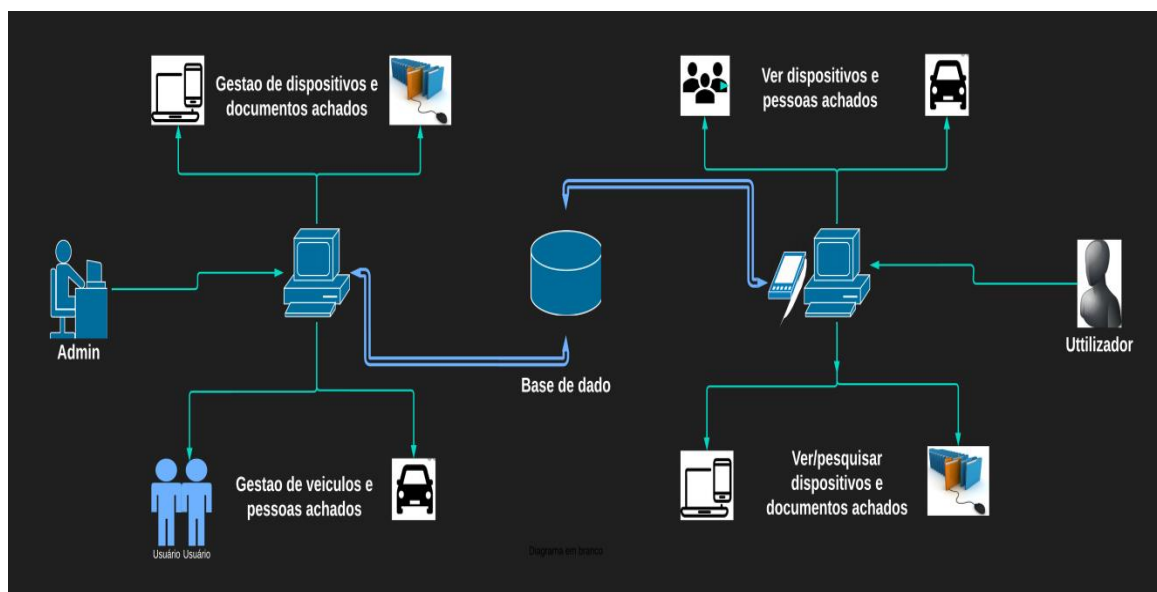 Gestao de dispositivos e
documentos achados
Ver dispositivos e
pessoas achados
Admin
Base de dado
Uttilizador
Gestao de veiculos e
pessoas achados
Usuário Usuário
Ver/pesquisar
dispositivos e
documentos achados
Diagrama em branco